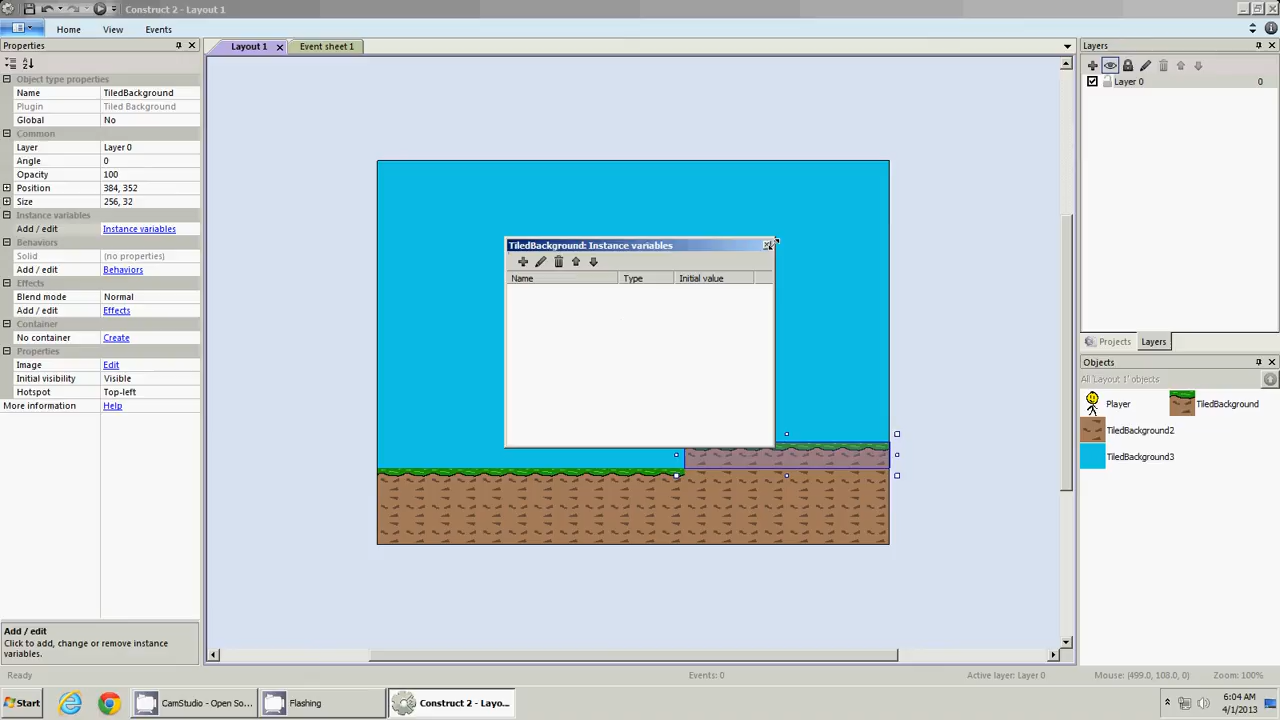 Construct 2 - Layout 1
Home
View
Events
Properties
Object type properties
Name TiledBackground
Plugin Tiled Background
Global No
Common
Layer Layer 0
Angle 0
Opacity 100
Position 384, 352
Size 256, 32
Instance variables
Add / edit Instance variables
Behaviors
Solid (no properties)
Add / edit Behaviors
Effects
Blend mode Normal
Add / edit Effects
Container
No container Create
Properties
Image Edit
Initial visibility Visible
Hotspot Top-left
More information Help
Add / edit
Click to add, change or remove instance
variables.
Layout 1
Event sheet 1
TiledBackground: Instance variables
Name Type Initial value
Layers
Layer 0 0
Projects
Layers
Objects
All 'Layout 1' objects
Player
TiledBackground
TiledBackground2
TiledBackground3
Ready
Events: 0
Active layer: Layer 0
Mouse: (499.0, 108.0, 0)
Zoom: 100%
Start
CamStudio - Open So...
Flashing
Construct 2 - Layo...
6:04 AM
4/1/2013